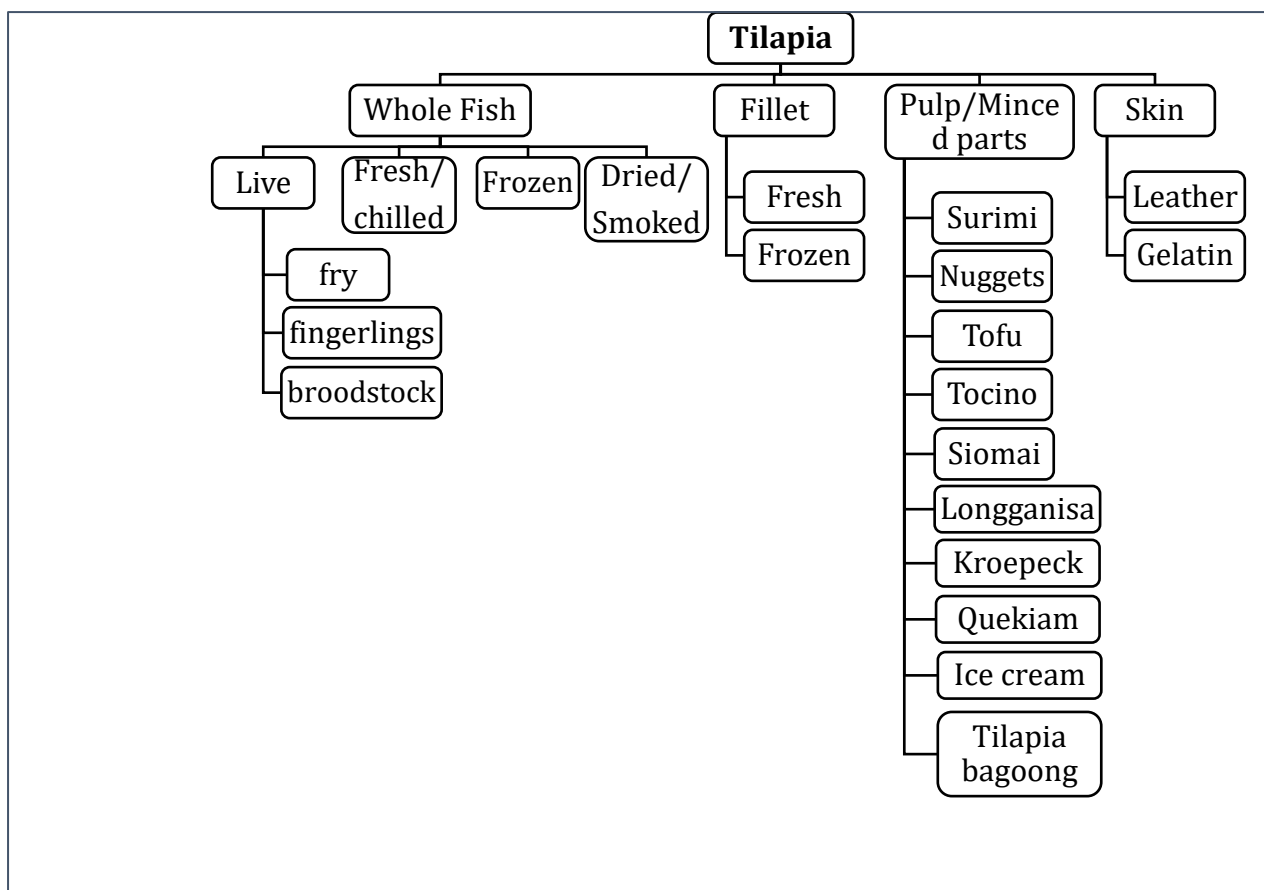 Tilapia
Whole Fish
Fillet
Pulp/Mince
d parts
Skin
Live
Fresh/
chilled
Frozen
Dried/
Smoked
fry
fingerlings
broodstock
Fresh
Frozen
Surimi
Nuggets
Tofu
Tocino
Siomai
Longganisa
Kroepeck
Quekiam
Ice cream
Tilapia
bagoong
Leather
Gelatin